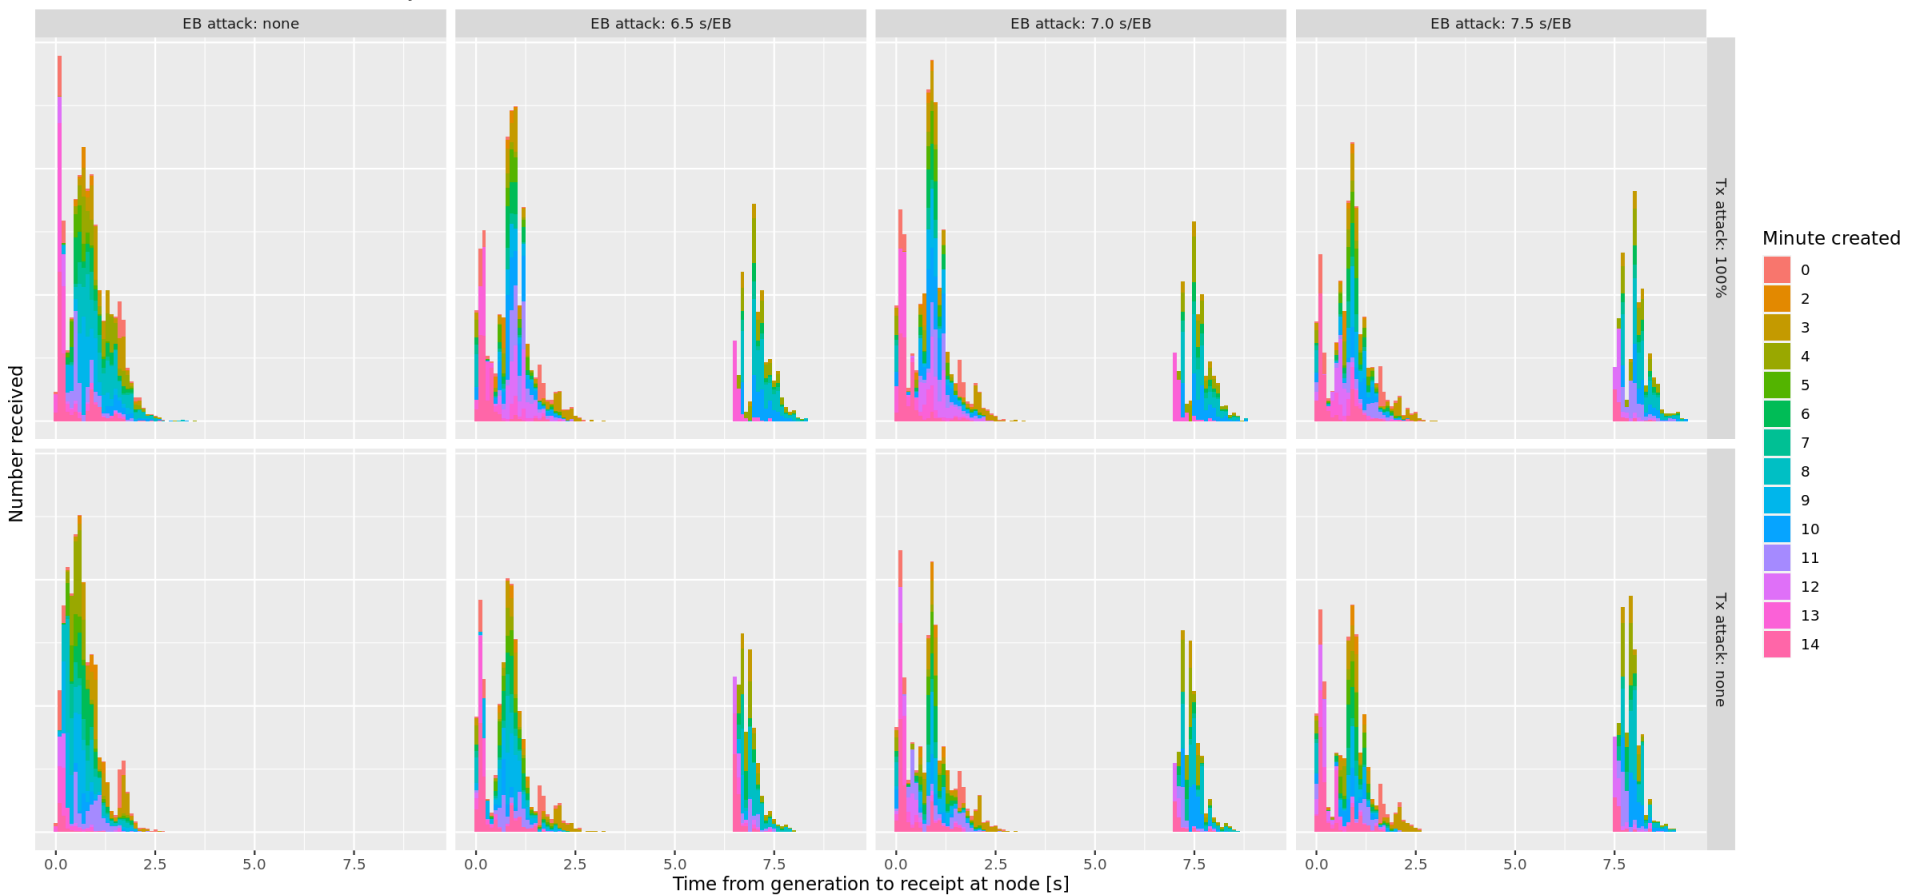 EB attack: none
EB attack: 6.5 s/EB
EB attack: 7.0 s/EB
EB attack: 7.5 s/EB
Tx attack: 100%
Tx attack: none
Number received
0.0 2.5 5.0 7.5
0.0 2.5 5.0 7.5
0.0 2.5 5.0 7.5
0.0 2.5 5.0 7.5
Time from generation to receipt at node [s]
Minute created
0
2
3
4
5
6
7
8
9
10
11
12
13
14